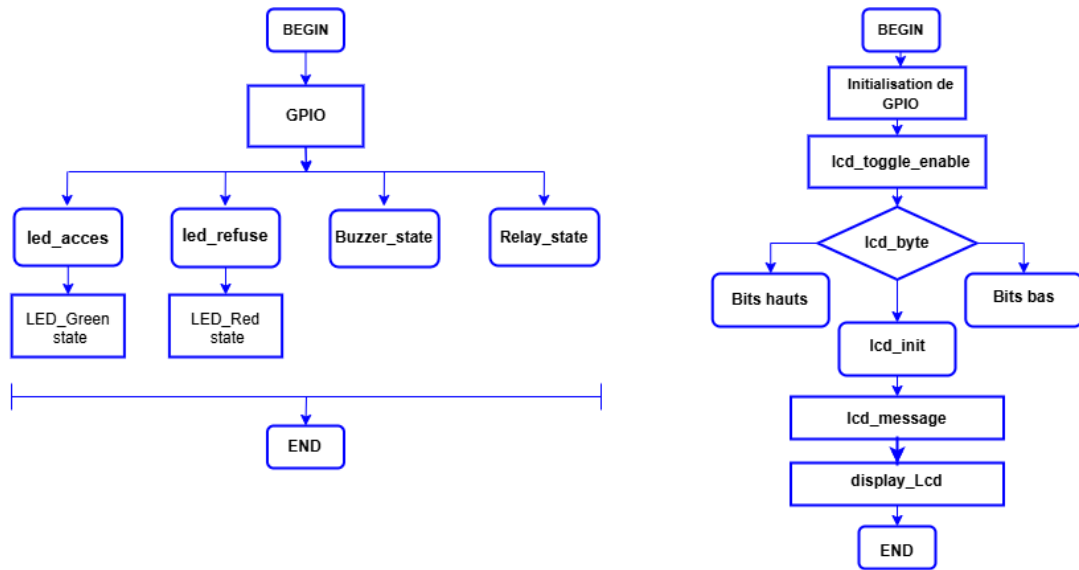 BEGIN
GPIO
led_acces
led_refuse
Buzzer_state
Relay_state
LED_Green
state
LED_Red
state
END
BEGIN
Initialisation de
GPIO
lcd_toggle_enable
lcd_byte
Bits hauts
Bits bas
lcd_init
lcd_message
display_Lcd
END